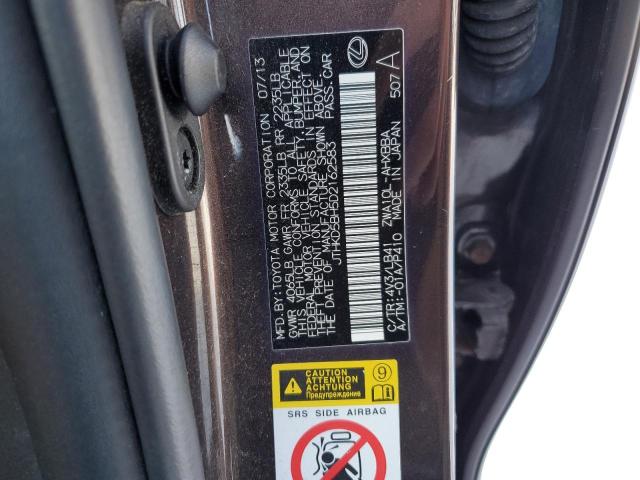 MFD.BY:TOYOTA MOTOR CORPORATION 07/13
GVWR 4065LB GAWR FR 2335LB RR 2235LB
THIS VEHICLE CONFORMS TO ALL APPLICABLE
FEDERAL MOTOR VEHICLE SAFETY, BUMPER, AND
THEFT PREVENTION STANDARDS IN EFFECT ON
THE DATE OF MANUFACTURE SHOWN ABOVE.
JTHKD5BH5D2162583 PASS.CAR
C/TR:4V3/LB41 ZWA10L-AHXBBA
A/TM:-01A/P410 MADE IN JAPAN 507 A
CAUTION
ATTENTION
ACHTUNG
Предупреждение
9
SRS SIDE AIRBAG